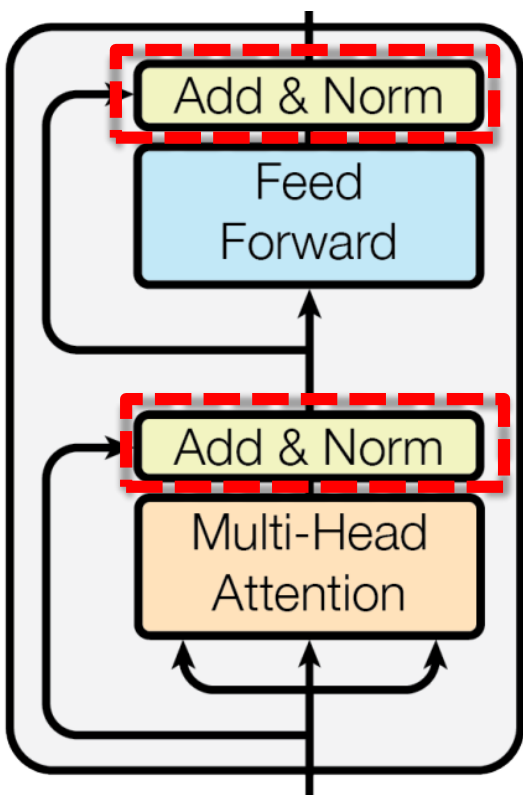 Add & Norm
Feed
Forward
Add & Norm
Multi-Head
Attention